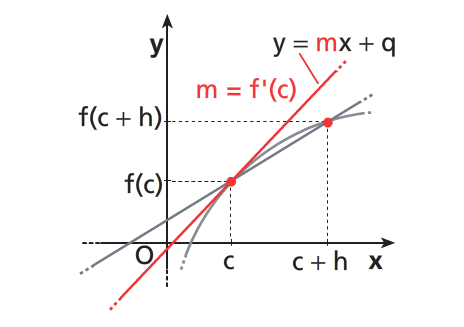 y
y = mx + q
m = f'(c)
f(c + h)
f(c)
O
c
c + h
x